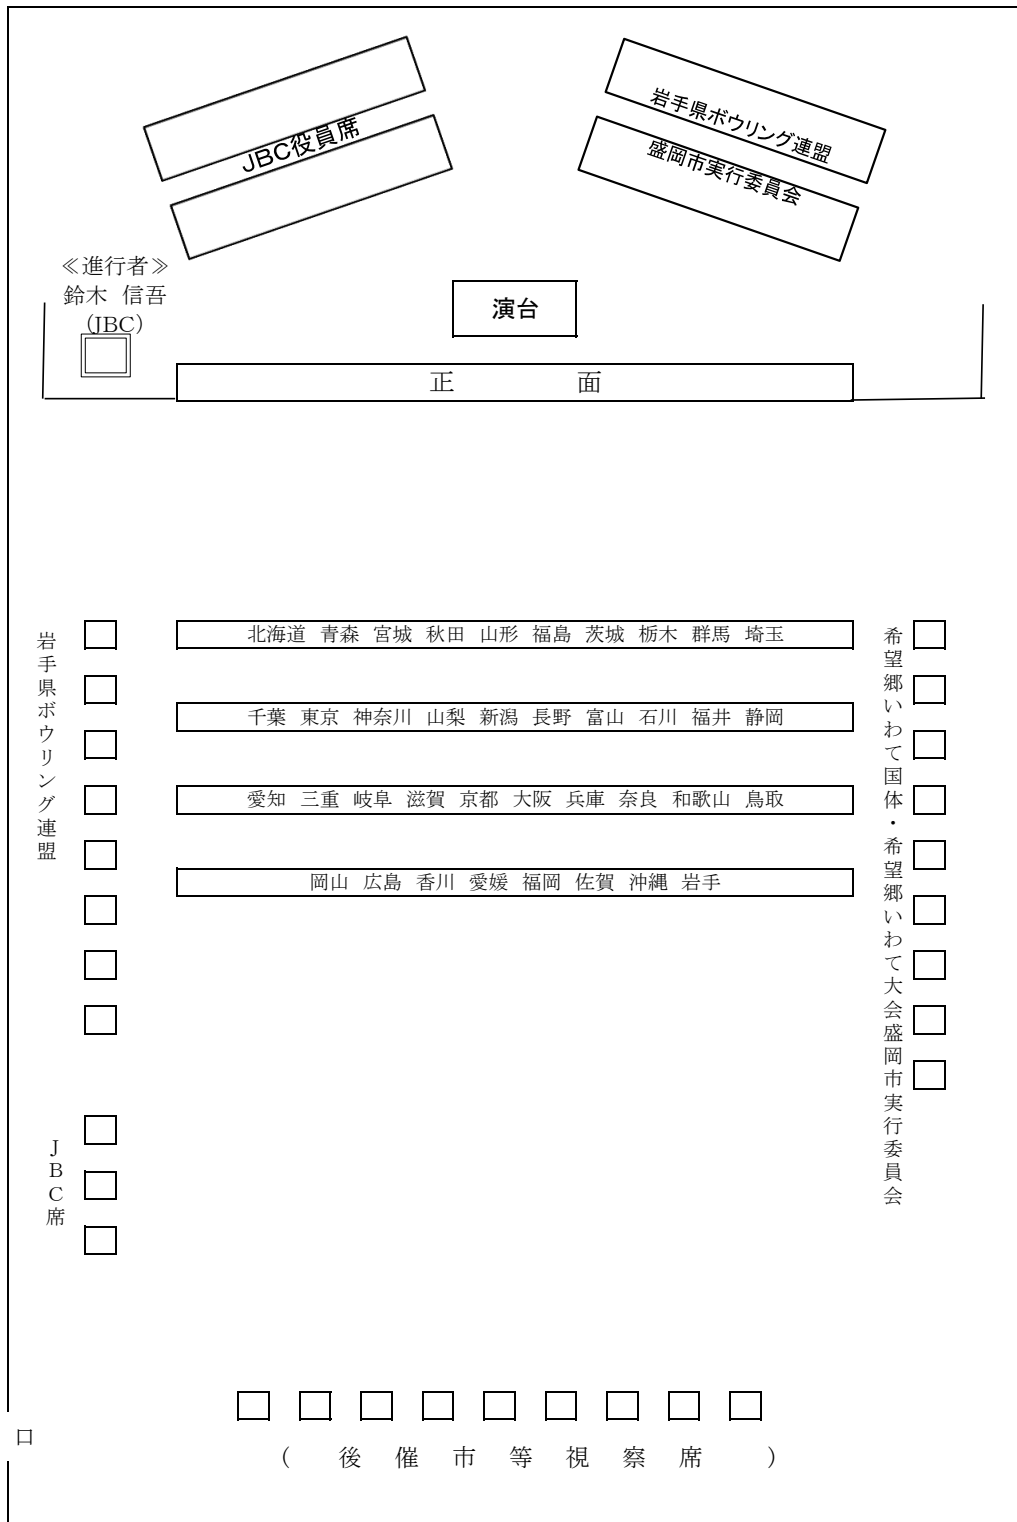 JBC役員席
岩手県ボウリング連盟
盛岡市実行委員会
≪進行者≫
鈴木 信吾
（JBC）
演台
正 面
岩手県ボウリング連盟
北海道 青森 宮城 秋田 山形 福島 茨城 栃木 群馬 埼玉
千葉 東京 神奈川 山梨 新潟 長野 富山 石川 福井 静岡
愛知 三重 岐阜 滋賀 京都 大阪 兵庫 奈良 和歌山 鳥取
岡山 広島 香川 愛媛 福岡 佐賀 沖縄 岩手
希望郷いわて国体・希望郷いわて大会盛岡市実行委員会
JBC席
口
（ 後 催 市 等 視 察 席 ）